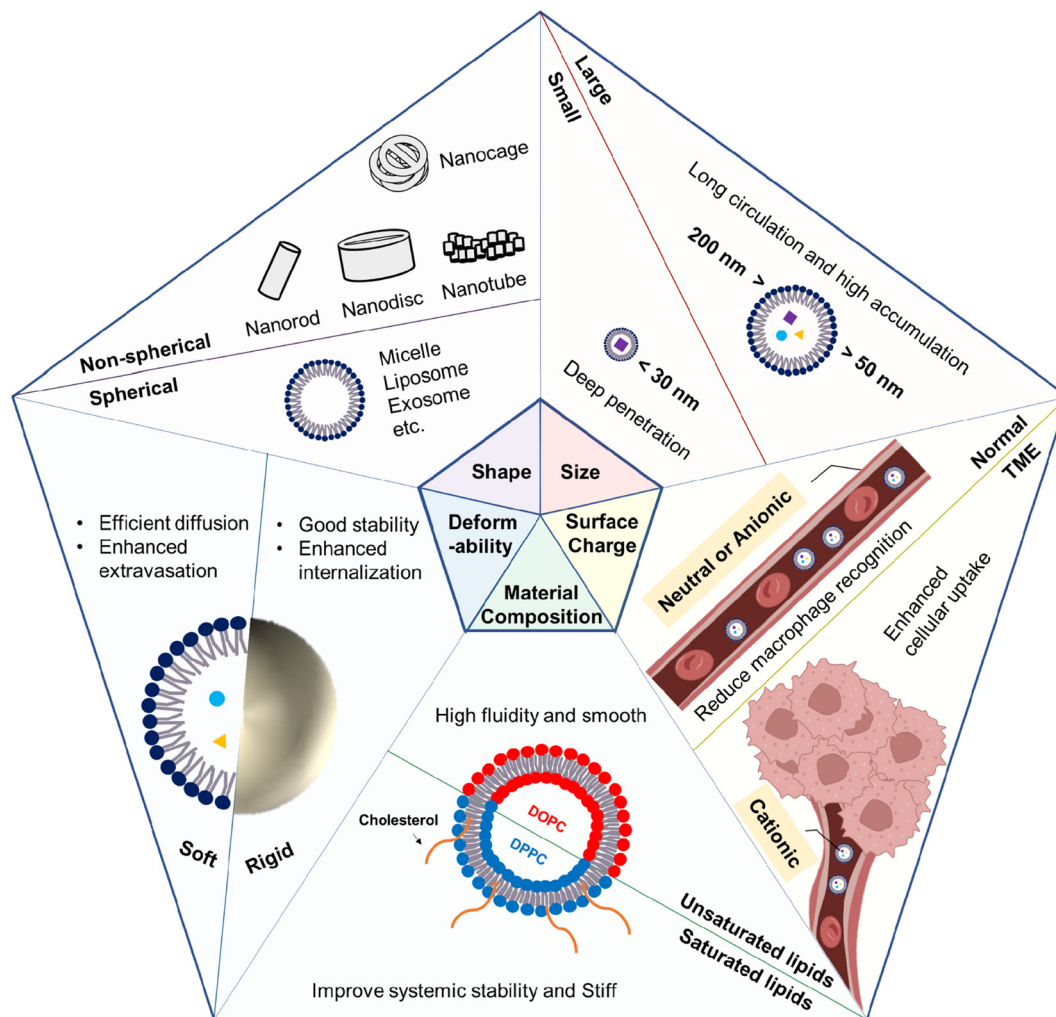 Large
Small
Long circulation and high accumulation
200 nm >
> 50 nm
< 30 nm
Deep penetration
Nanocage
Nanorod
Nanodisc
Nanotube
Non-spherical
Spherical
Micelle
Liposome
Exosome
etc.
Shape
Size
Deform
-ability
Surface
Charge
Material
Composition
Normal
TME
Neutral or Anionic
Reduce macrophage recognition
Enhanced
cellular uptake
Cationic
• Efficient diffusion
• Enhanced
extravasation
• Good stability
• Enhanced
internalization
Soft
Rigid
High fluidity and smooth
Cholesterol
DOPC
DPPC
Unsaturated lipids
Saturated lipids
Improve systemic stability and Stiff